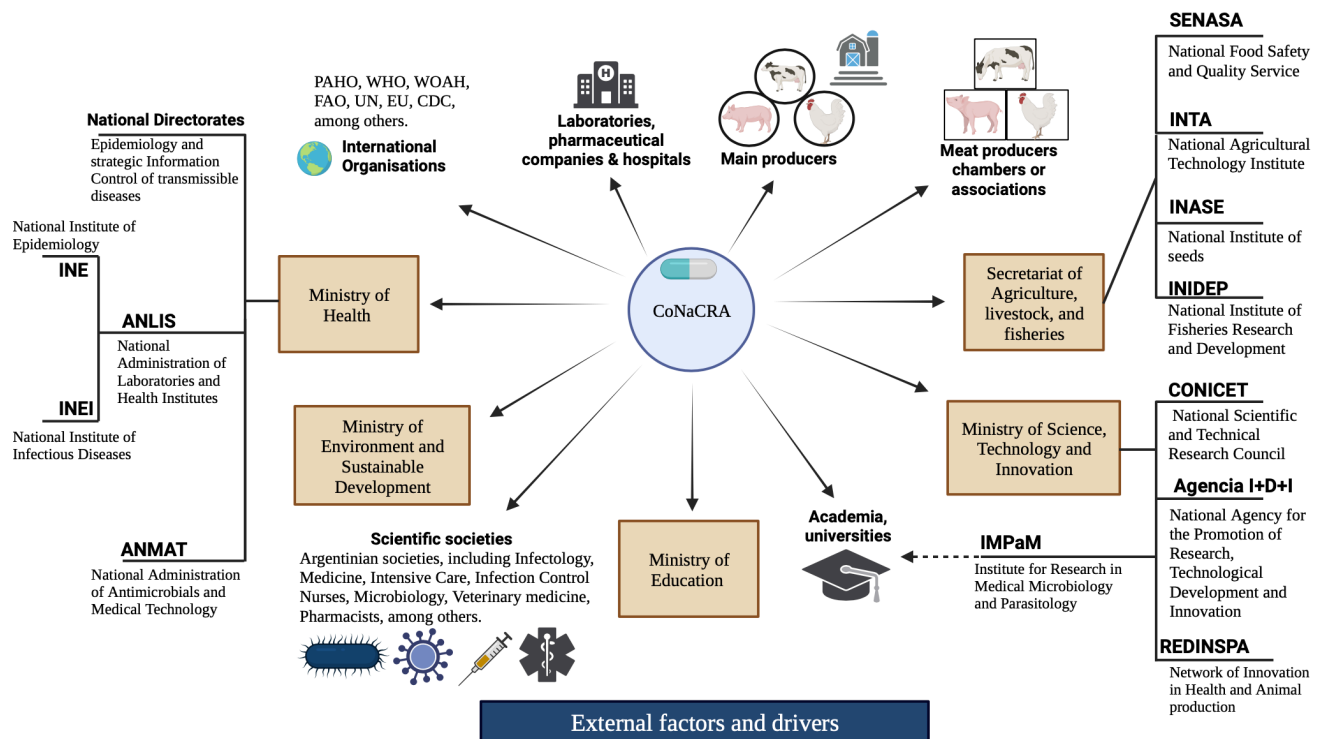 SENASA
National Food Safety
and Quality Service
INTA
National Agricultural
Technology Institute
INASE
National Institute of
seeds
INIDEP
National Institute of
Fisheries Research
and Development
PAHO, WHO, WOAH,
FAO, UN, EU, CDC,
among others.
International
Organisations
H
Laboratories,
pharmaceutical
companies & hospitals
Main producers
Meat producers
chambers or
associations
National Directorates
Epidemiology and
strategic Information
Control of transmissible
diseases
National Institute of
Epidemiology
INE
ANLIS
National
Administration of
Laboratories and
Health Institutes
INEI
National Institute of
Infectious Diseases
ANMAT
National Administration
of Antimicrobials and
Medical Technology
Ministry of
Health
CoNaCRA
Secretariat of
Agriculture,
livestock, and
fisheries
Ministry of
Environment and
Sustainable
Development
Ministry of Science,
Technology and
Innovation
CONICET
National Scientific
and Technical
Research Council
Agencia I+D+I
National Agency for
the Promotion of
Research,
Technological
Development and
Innovation
REDINSPA
Network of Innovation
in Health and Animal
production
Scientific societies
Argentinian societies, including Infectology,
Medicine, Intensive Care, Infection Control
Nurses, Microbiology, Veterinary medicine,
Pharmacists, among others.
Ministry of
Education
Academia,
universities
IMPaM
Institute for Research in
Medical Microbiology
and Parasitology
External factors and drivers